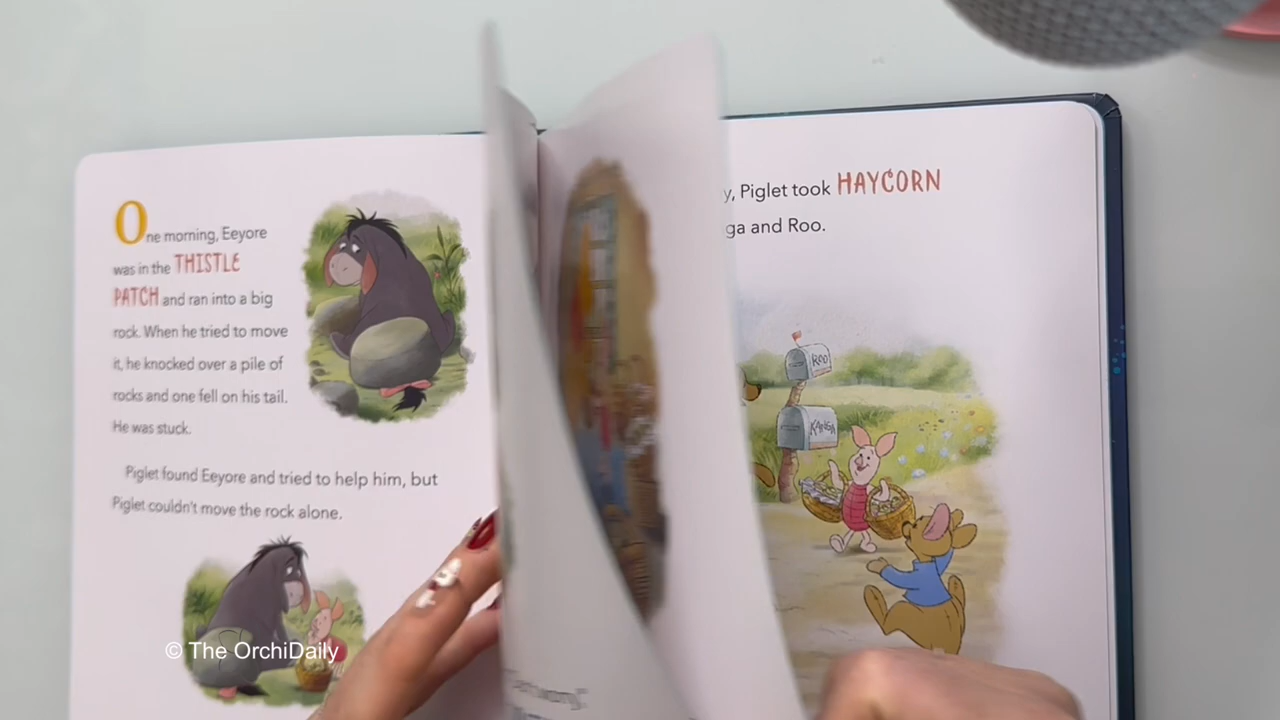 One morning, Eeyore
was in the THISTLE
PATCH and ran into a big
rock. When he tried to move
it, he knocked over a pile of
rocks and one fell on his tail.
He was stuck.
Piglet found Eeyore and tried to help him, but
Piglet couldn't move the rock alone.
© The OrchiDaily
y, Piglet took HAYCORN
ga and Roo.
ROO
KANGA